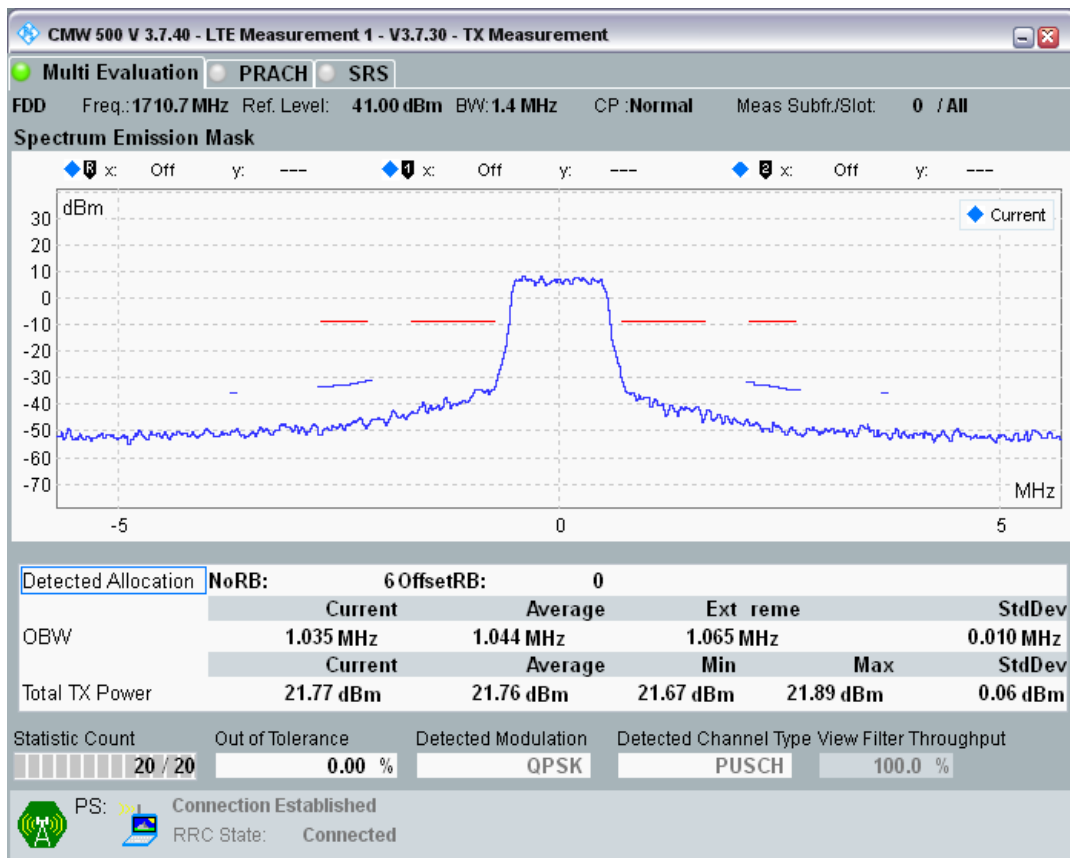 CMW 500 V 3.7.40 - LTE Measurement 1 - V3.7.30 - TX Measurement
Multi Evaluation PRACH SRS
FDD Freq.: 1710.7 MHz Ref. Level: 41.00 dBm BW: 1.4 MHz CP : Normal Meas Subfr./Slot: 0 / All
Spectrum Emission Mask
R x: Off y: --- 1 x: Off y: --- 2 x: Off y: ---
dBm
Current
30
20
10
0
-10
-20
-30
-40
-50
-60
-70
MHz
-5 0 5
Detected Allocation NoRB: 6 OffsetRB: 0
Current Average Ext reme StdDev
OBW 1.035 MHz 1.044 MHz 1.065 MHz 0.010 MHz
Current Average Min Max StdDev
Total TX Power 21.77 dBm 21.76 dBm 21.67 dBm 21.89 dBm 0.06 dBm
Statistic Count Out of Tolerance Detected Modulation Detected Channel Type View Filter Throughput
20 / 20 0.00 % QPSK PUSCH 100.0 %
PS: Connection Established
RRC State: Connected